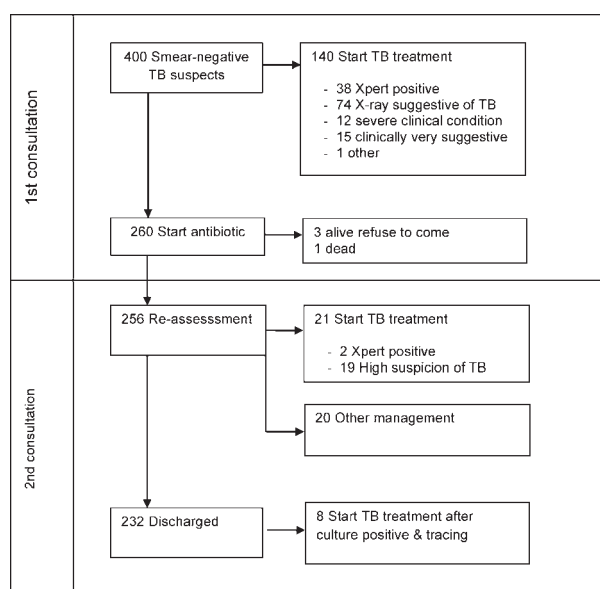 1st consultation
400 Smear-negative
TB suspects
140 Start TB treatment
- 38 Xpert positive
- 74 X-ray suggestive of TB
- 12 severe clinical condition
- 15 clinically very suggestive
- 1 other
260 Start antibiotic
3 alive refuse to come
1 dead
2nd consultation
256 Re-assesssment
21 Start TB treatment
- 2 Xpert positive
- 19 High suspicion of TB
20 Other management
232 Discharged
8 Start TB treatment after
culture positive & tracing